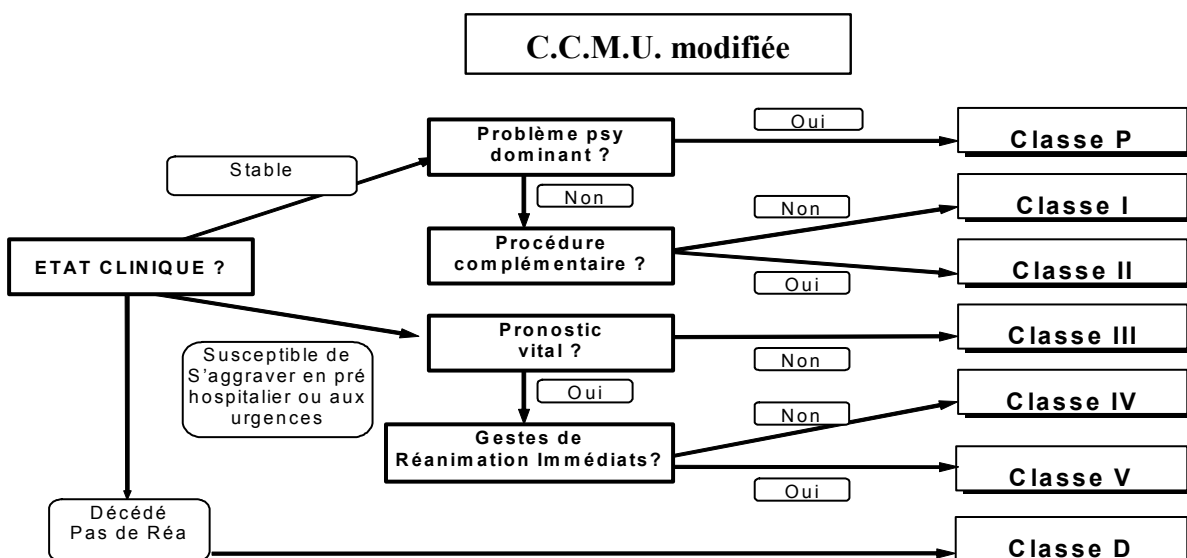 C.C.M.U. modifiée
Problème psy
dominant ?
Oui
Classe P
Stable
Non
Non
Classe I
ETAT CLINIQUE ?
Procédure
complémentaire ?
Oui
Classe II
Susceptible de
S'aggraver en pré
hospitalier ou aux
urgences
Pronostic
vital ?
Non
Classe III
Oui
Non
Classe IV
Gestes de
Réanimation Immédiats?
Oui
Classe V
Décédé
Pas de Réa
Classe D